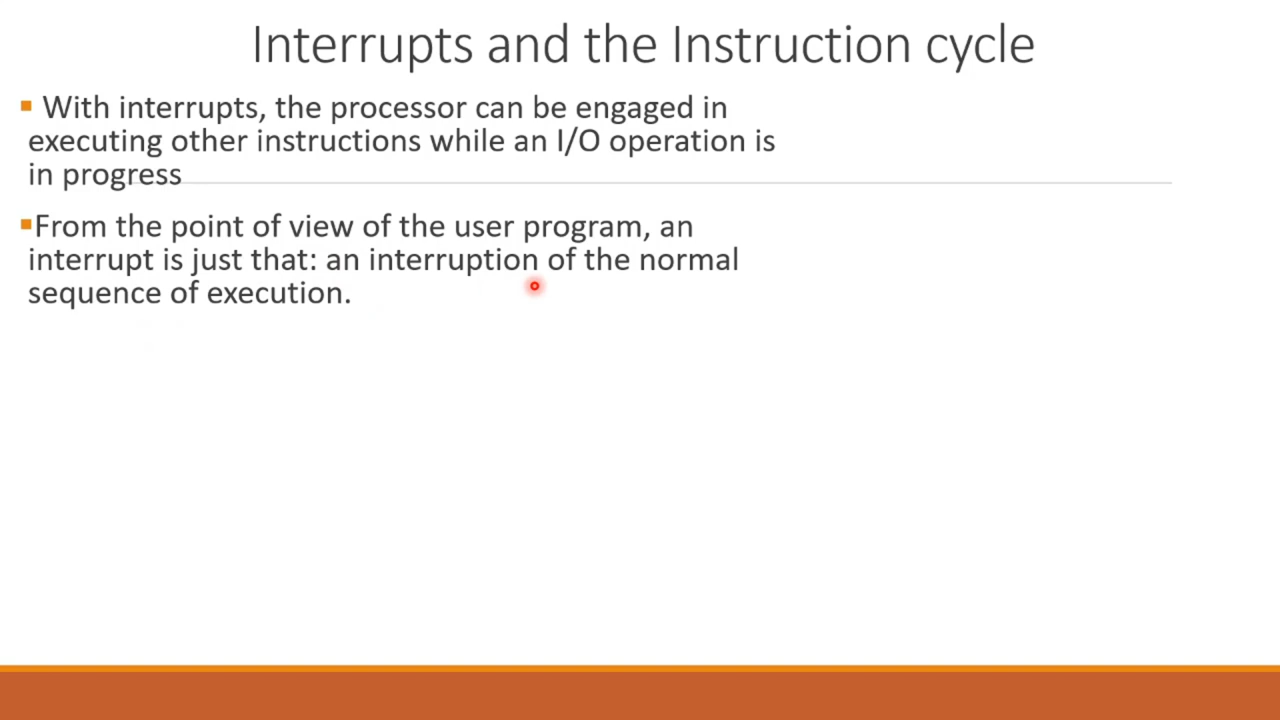 Interrupts and the Instruction cycle
▪ With interrupts, the processor can be engaged in
executing other instructions while an I/O operation is
in progress
▪From the point of view of the user program, an
interrupt is just that: an interruption of the normal
sequence of execution.